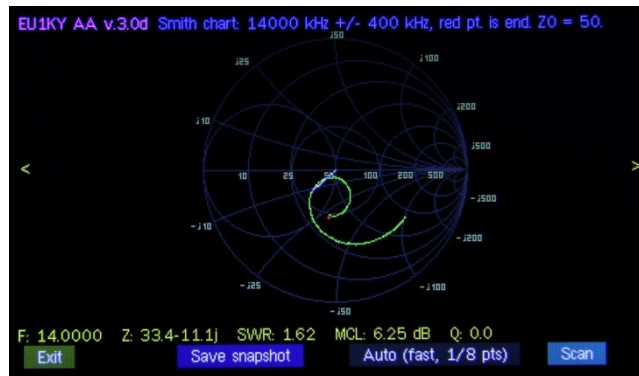 EU1KY AA v.3.0d Smith chart: 14000 kHz +/- 400 kHz, red pt. is end. Z0 = 50.
j50
j25 j100
j10 j200
j500
< 10 25 50 100 200 500 >
-j500
-j10 -j200
-j25 -j100
-j50
F: 14.0000 Z: 33.4-11.1j SWR: 1.62 MCL: 6.25 dB Q: 0.0
Exit Save snapshot Auto (fast, 1/8 pts) Scan